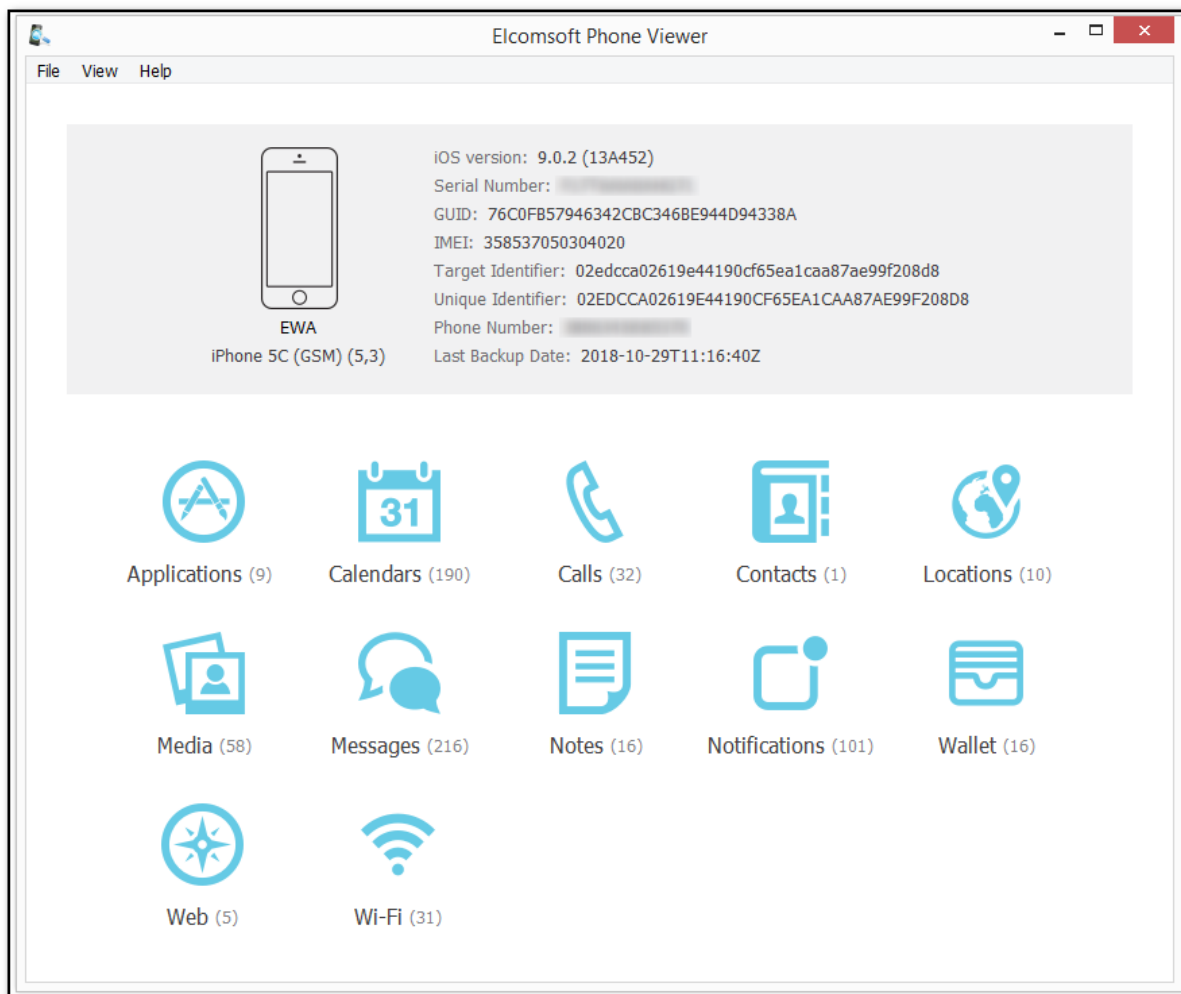 Elcomsoft Phone Viewer
File View Help
iOS version: 9.0.2 (13A452)
Serial Number:
GUID: 76C0FB57946342CBC346BE944D94338A
IMEI: 358537050304020
Target Identifier: 02edcca02619e44190cf65ea1caa87ae99f208d8
Unique Identifier: 02EDCCA02619E44190CF65EA1CAA87AE99F208D8
Phone Number:
Last Backup Date: 2018-10-29T11:16:40Z
EWA
iPhone 5C (GSM) (5,3)
Applications (9)
Calendars (190)
31
Calls (32)
Contacts (1)
Locations (10)
Media (58)
Messages (216)
Notes (16)
Notifications (101)
Wallet (16)
Web (5)
Wi-Fi (31)